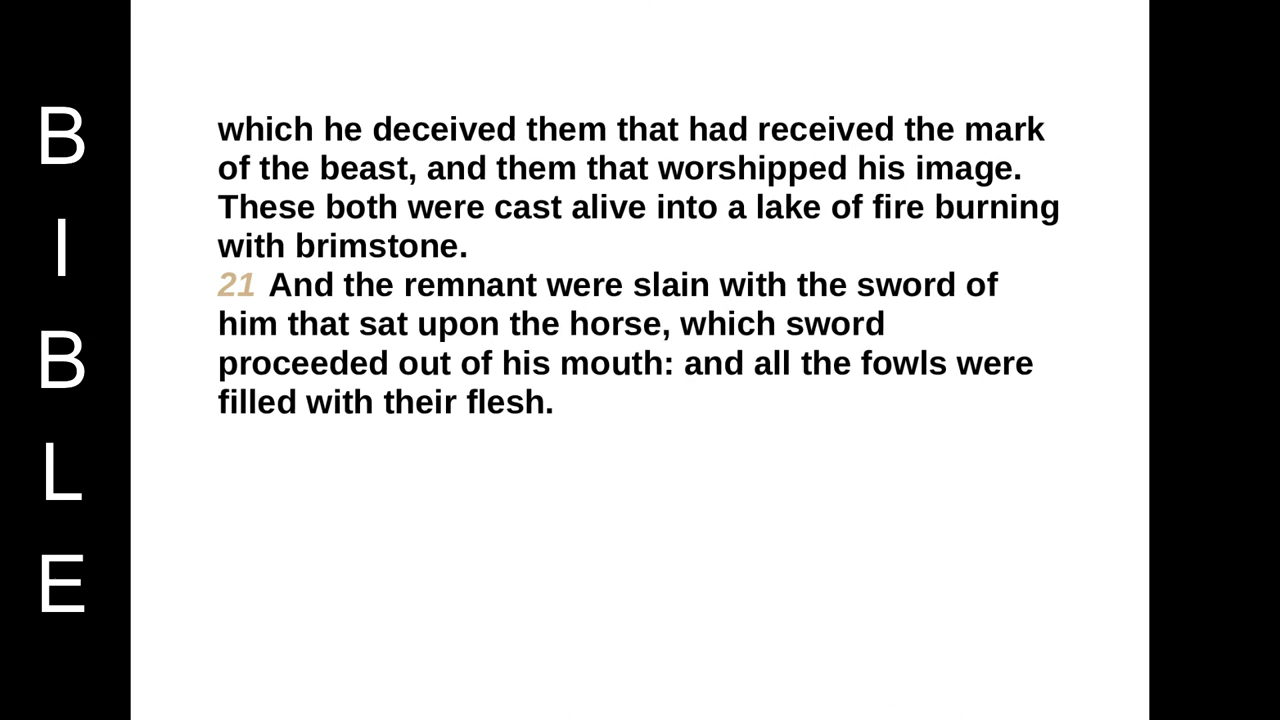 B
I
B
L
E
which he deceived them that had received the mark
of the beast, and them that worshipped his image.
These both were cast alive into a lake of fire burning
with brimstone.
21 And the remnant were slain with the sword of
him that sat upon the horse, which sword
proceeded out of his mouth: and all the fowls were
filled with their flesh.